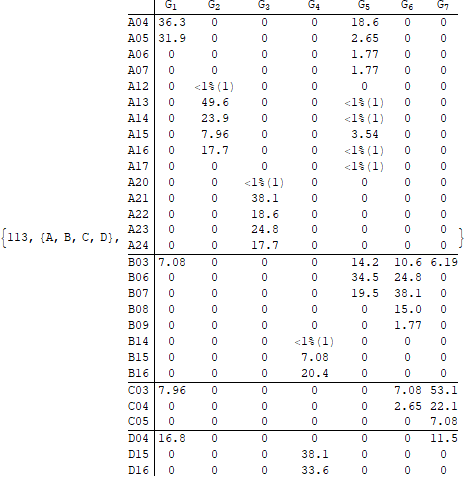 G1 G2 G3 G4 G5 G6 G7
A04 36.3 0 0 0 18.6 0 0
A05 31.9 0 0 0 2.65 0 0
A06 0 0 0 0 1.77 0 0
A07 0 0 0 0 1.77 0 0
A12 0 <1%(1) 0 0 0 0 0
A13 0 49.6 0 0 <1%(1) 0 0
A14 0 23.9 0 0 <1%(1) 0 0
A15 0 7.96 0 0 3.54 0 0
A16 0 17.7 0 0 <1%(1) 0 0
A17 0 0 0 0 <1%(1) 0 0
A20 0 0 <1%(1) 0 0 0 0
A21 0 0 38.1 0 0 0 0
A22 0 0 18.6 0 0 0 0
A23 0 0 24.8 0 0 0 0
{113, {A, B, C, D}, A24 0 0 17.7 0 0 0 0 }
B03 7.08 0 0 0 14.2 10.6 6.19
B06 0 0 0 0 34.5 24.8 0
B07 0 0 0 0 19.5 38.1 0
B08 0 0 0 0 0 15.0 0
B09 0 0 0 0 0 1.77 0
B14 0 0 0 <1%(1) 0 0 0
B15 0 0 0 7.08 0 0 0
B16 0 0 0 20.4 0 0 0
C03 7.96 0 0 0 0 7.08 53.1
C04 0 0 0 0 0 2.65 22.1
C05 0 0 0 0 0 0 7.08
D04 16.8 0 0 0 0 0 11.5
D15 0 0 0 38.1 0 0 0
D16 0 0 0 33.6 0 0 0